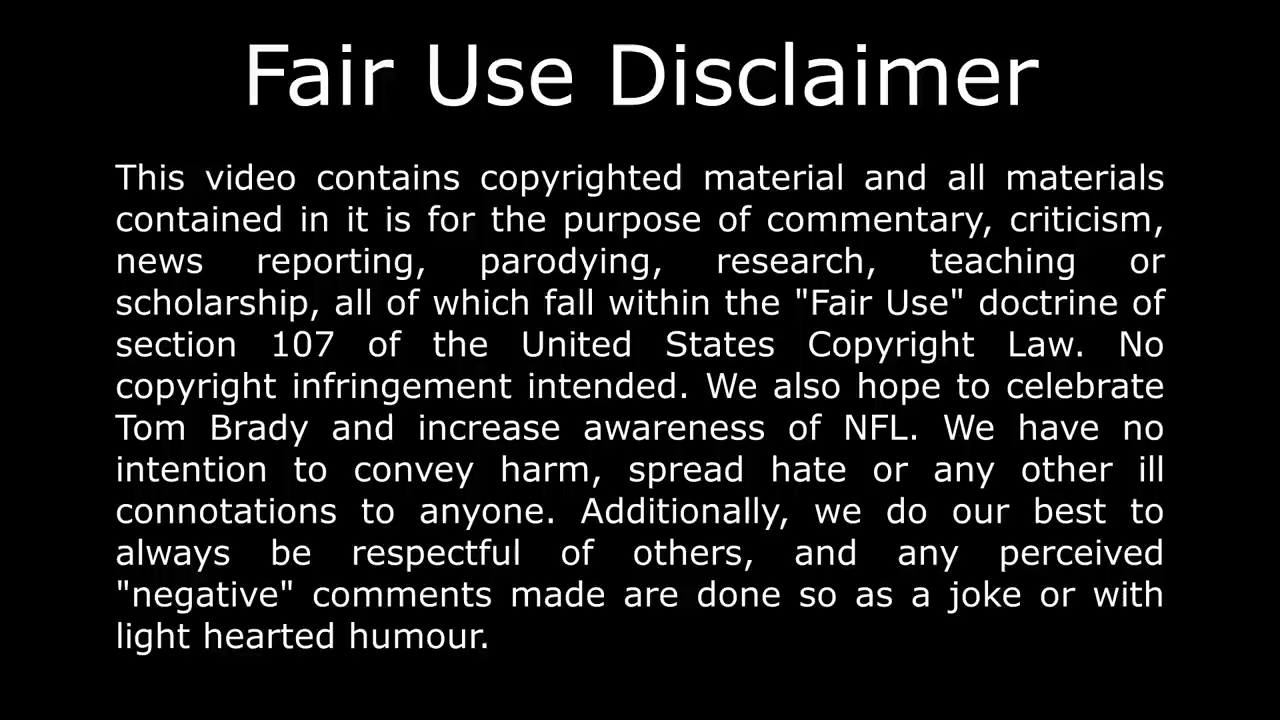 Fair Use Disclaimer
This video contains copyrighted material and all materials
contained in it is for the purpose of commentary, criticism,
news reporting, parodying, research, teaching or
scholarship, all of which fall within the "Fair Use" doctrine of
section 107 of the United States Copyright Law. No
copyright infringement intended. We also hope to celebrate
Tom Brady and increase awareness of NFL. We have no
intention to convey harm, spread hate or any other ill
connotations to anyone. Additionally, we do our best to
always be respectful of others, and any perceived
"negative" comments made are done so as a joke or with
light hearted humour.